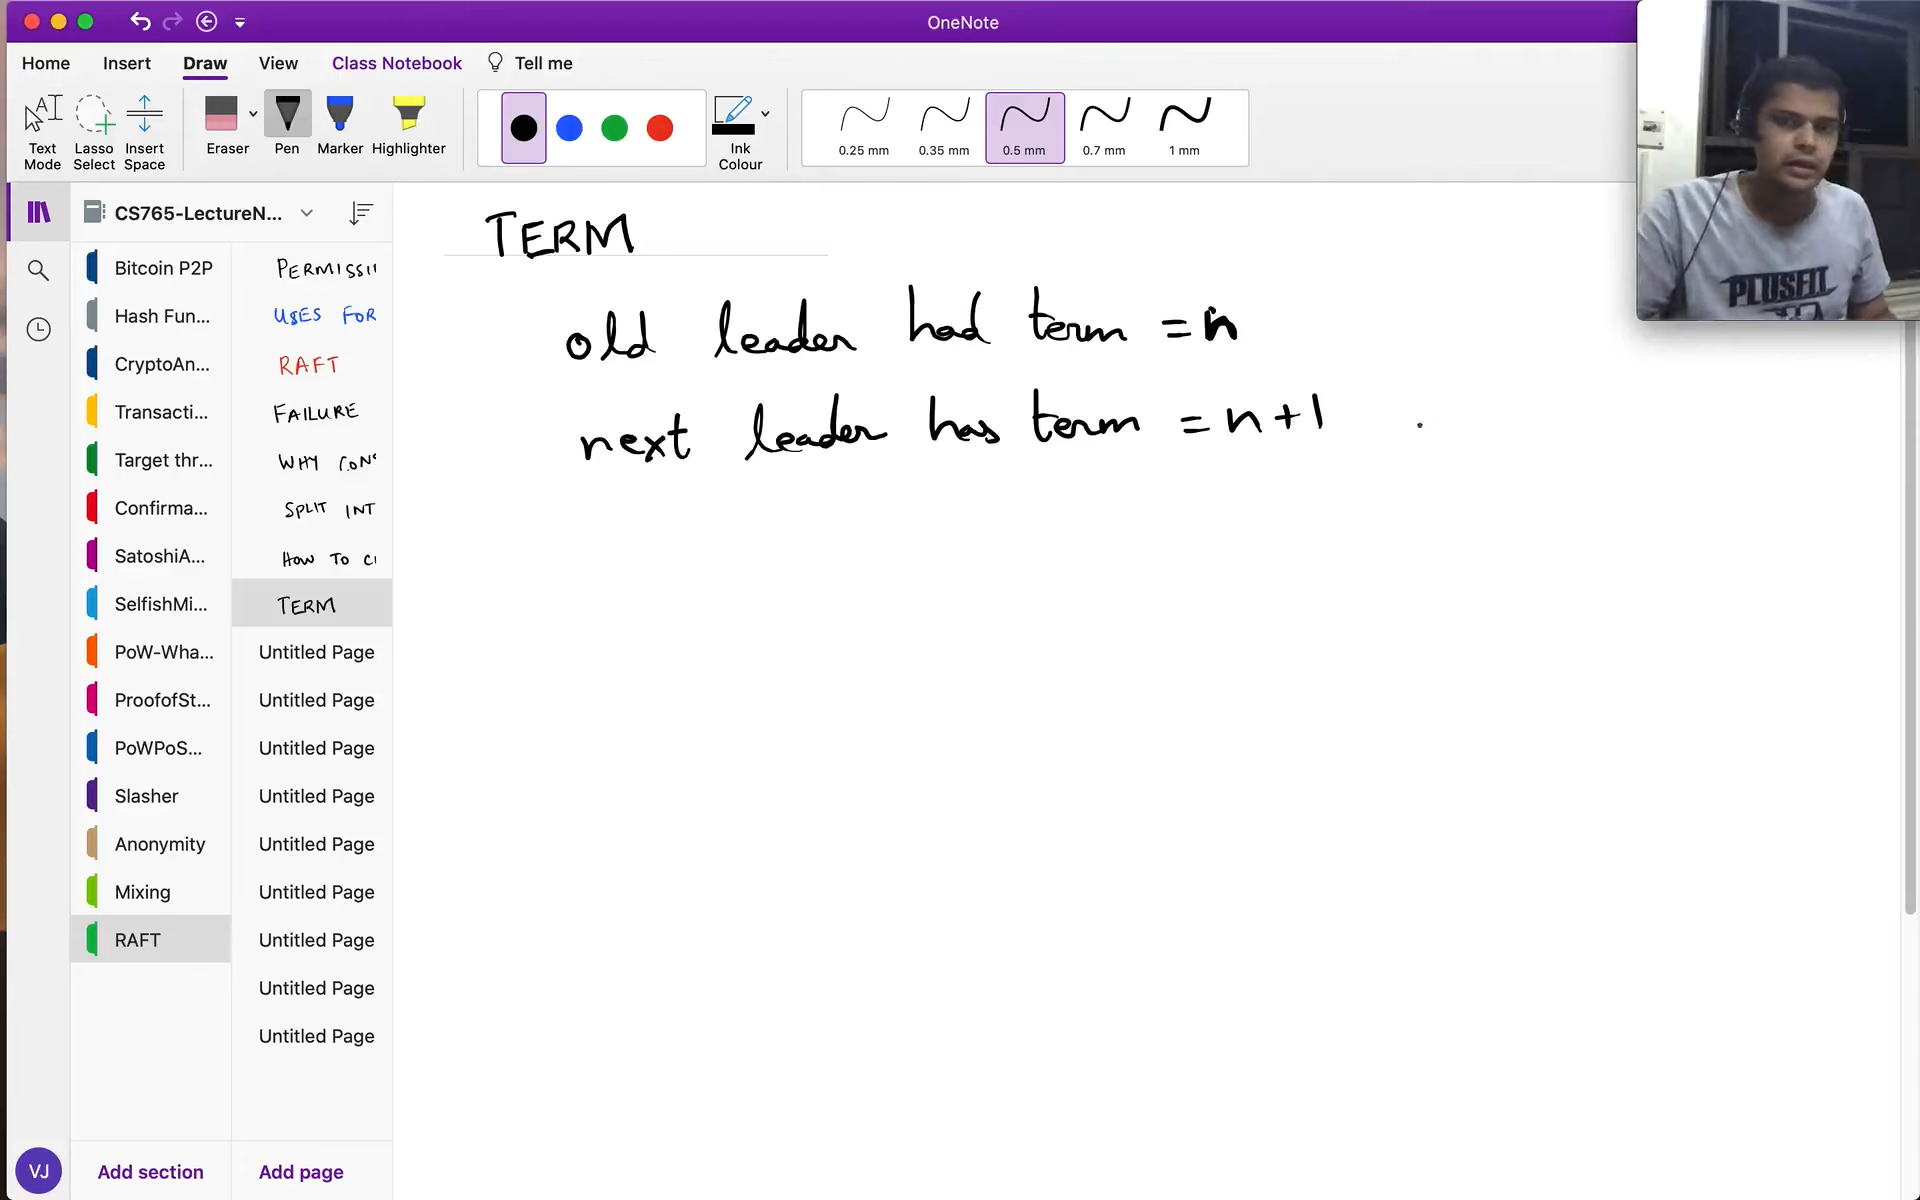 OneNote
Home Insert Draw View Class Notebook Tell me
Text Mode
Lasso Select
Insert Space
Eraser
Pen
Marker
Highlighter
Ink Colour
0.25 mm
0.35 mm
0.5 mm
0.7 mm
1 mm
CS765-LectureN...
Bitcoin P2P
Hash Fun...
CryptoAn...
Transacti...
Target thr...
Confirma...
SatoshiA...
SelfishMi...
PoW-Wha...
ProofofSt...
PoWPoS...
Slasher
Anonymity
Mixing
RAFT
Add section
PERMISSI
USES FOR
RAFT
FAILURE
WHY CONS
SPLIT INT
HOW TO C
TERM
Untitled Page
Untitled Page
Untitled Page
Untitled Page
Untitled Page
Untitled Page
Untitled Page
Untitled Page
Untitled Page
Add page
VJ
TERM
old leader had term = n
next leader has term = n+1
PLUSFIT